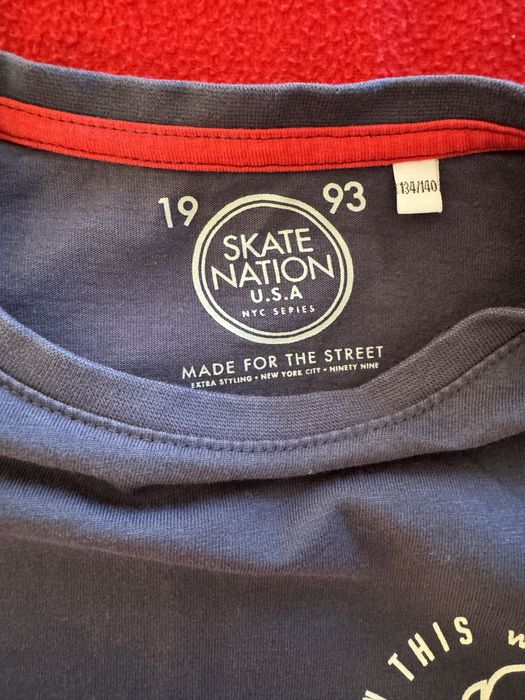 19 93
134/140
SKATE
NATION
U.S.A
NYC SERIES
MADE FOR THE STREET
EXTRA STYLING • NEW YORK CITY • NINETY NINE
THIS